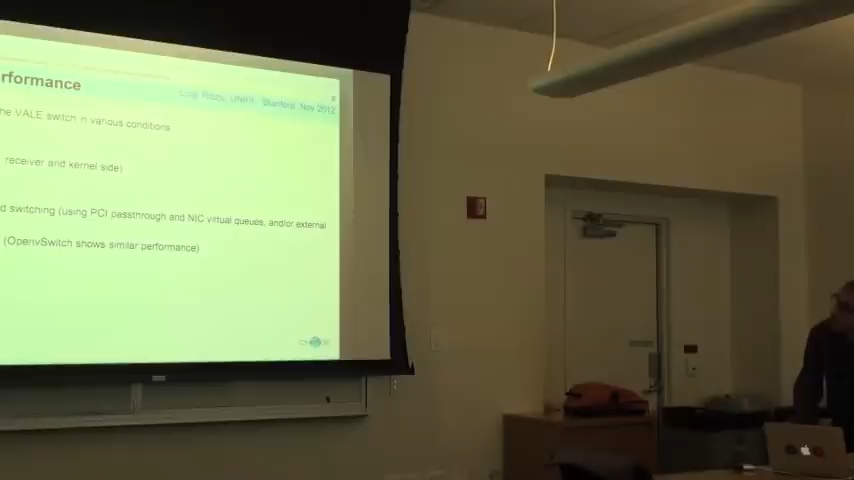 rformance
Luigi Rizzo, UNIPI Stanford, Nov 2012
he VALE switch in various conditions
receiver and kernel side)
d switching (using PCI passthrough and NIC virtual queues, and/or external
(OpenvSwitch shows similar performance)